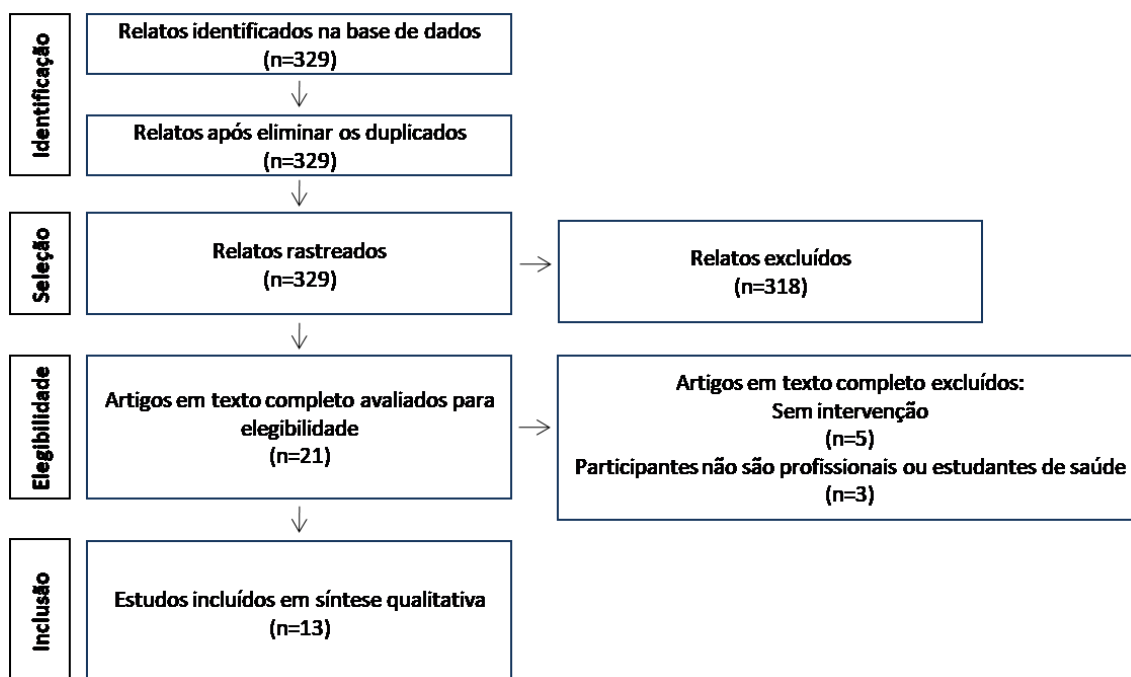 Identificação
Relatos identificados na base de dados
(n=329)
Relatos após eliminar os duplicados
(n=329)
Seleção
Relatos rastreados
(n=329)
Relatos excluídos
(n=318)
Elegibilidade
Artigos em texto completo avaliados para
elegibilidade
(n=21)
Artigos em texto completo excluídos:
Sem intervenção
(n=5)
Participantes não são profissionais ou estudantes de saúde
(n=3)
Inclusão
Estudos incluídos em síntese qualitativa
(n=13)